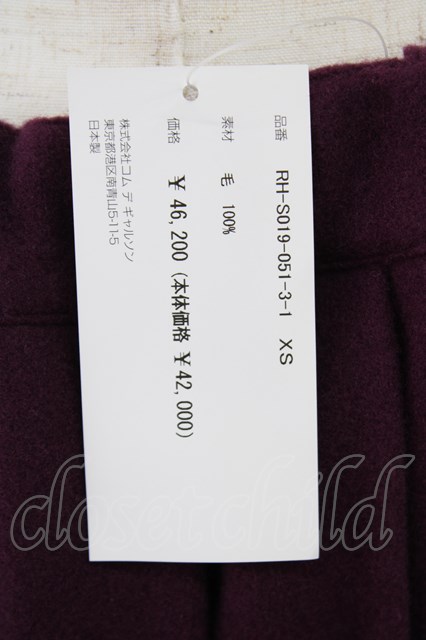 品番 RH-S019-051-3-1 XS
素材 毛 100%
価格 ￥ 46,200 (本体価格 ￥42,000)
株式会社コム デ ギャルソン
東京都港区南青山5-11-5
日本製
closetchild